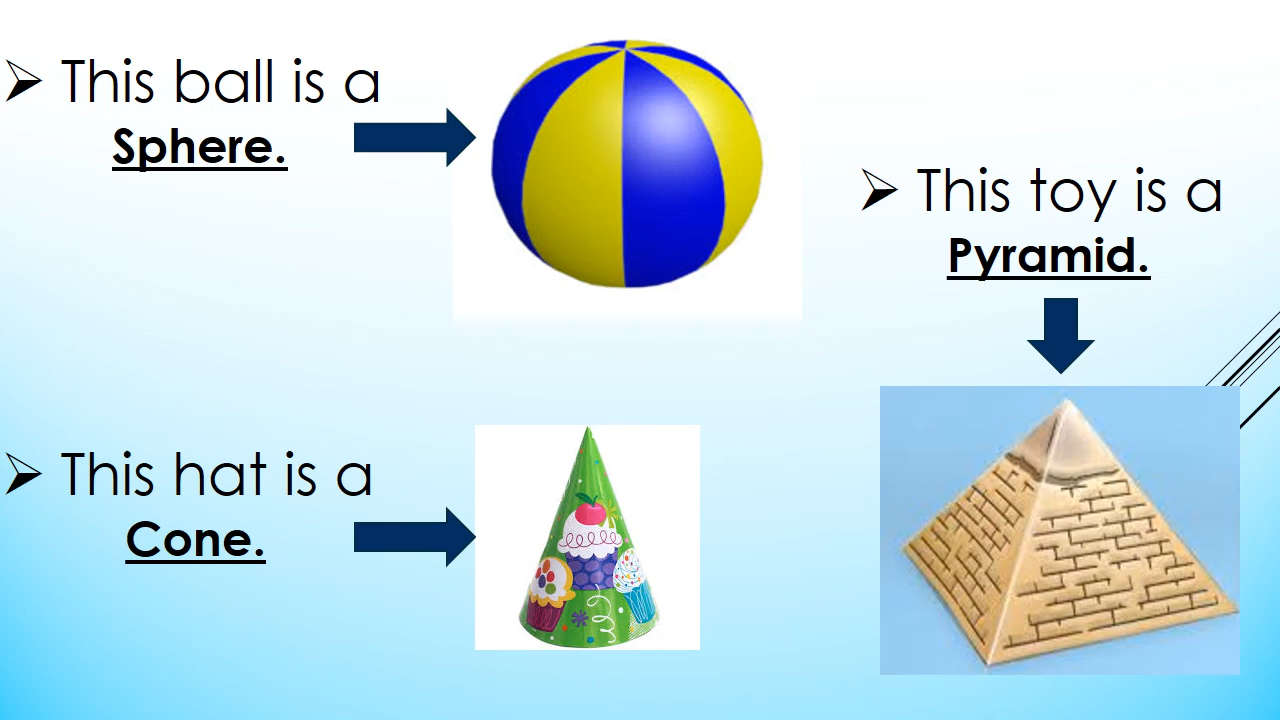 This ball is a
Sphere.
This toy is a
Pyramid.
This hat is a
Cone.